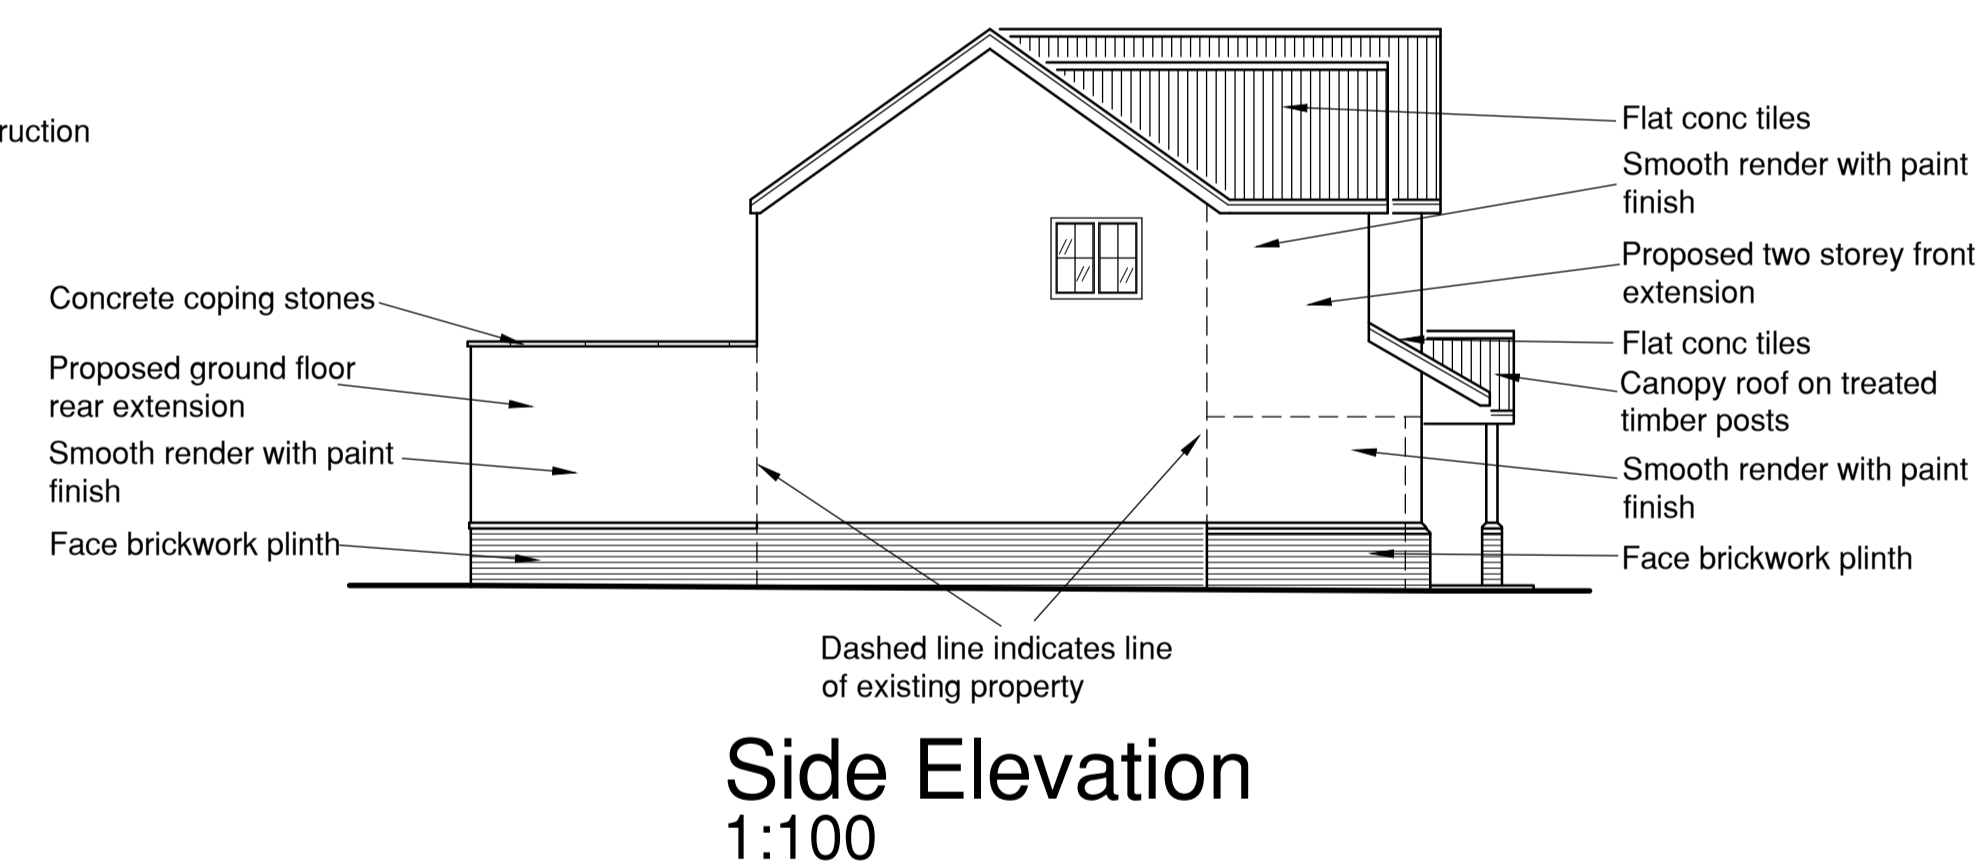 ruction
Concrete coping stones
Proposed ground floor
rear extension
Smooth render with paint
finish
Face brickwork plinth
Flat conc tiles
Smooth render with paint
finish
Proposed two storey front
extension
Flat conc tiles
Canopy roof on treated
timber posts
Smooth render with paint
finish
Face brickwork plinth
Dashed line indicates line
of existing property
Side Elevation
1:100